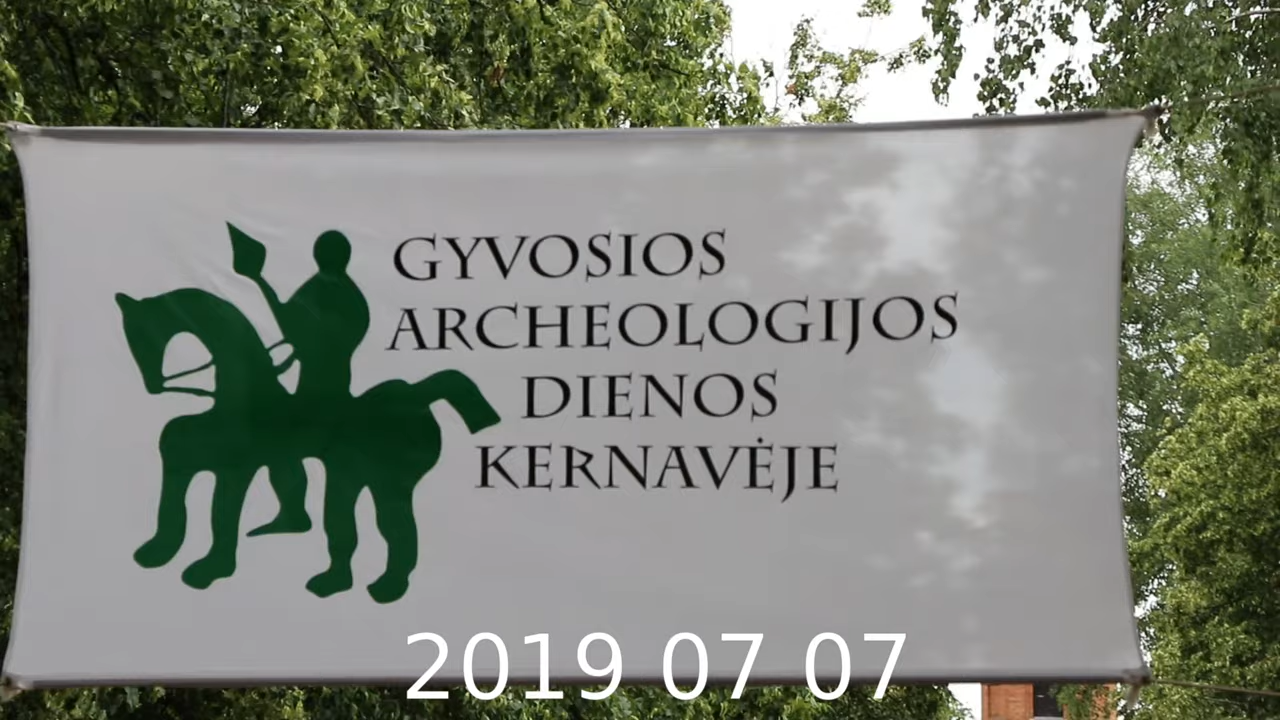 GYVOSIOS
ARCHEOLOGIJOS
DIENOS
KERNAVĖJE
2019 07 07